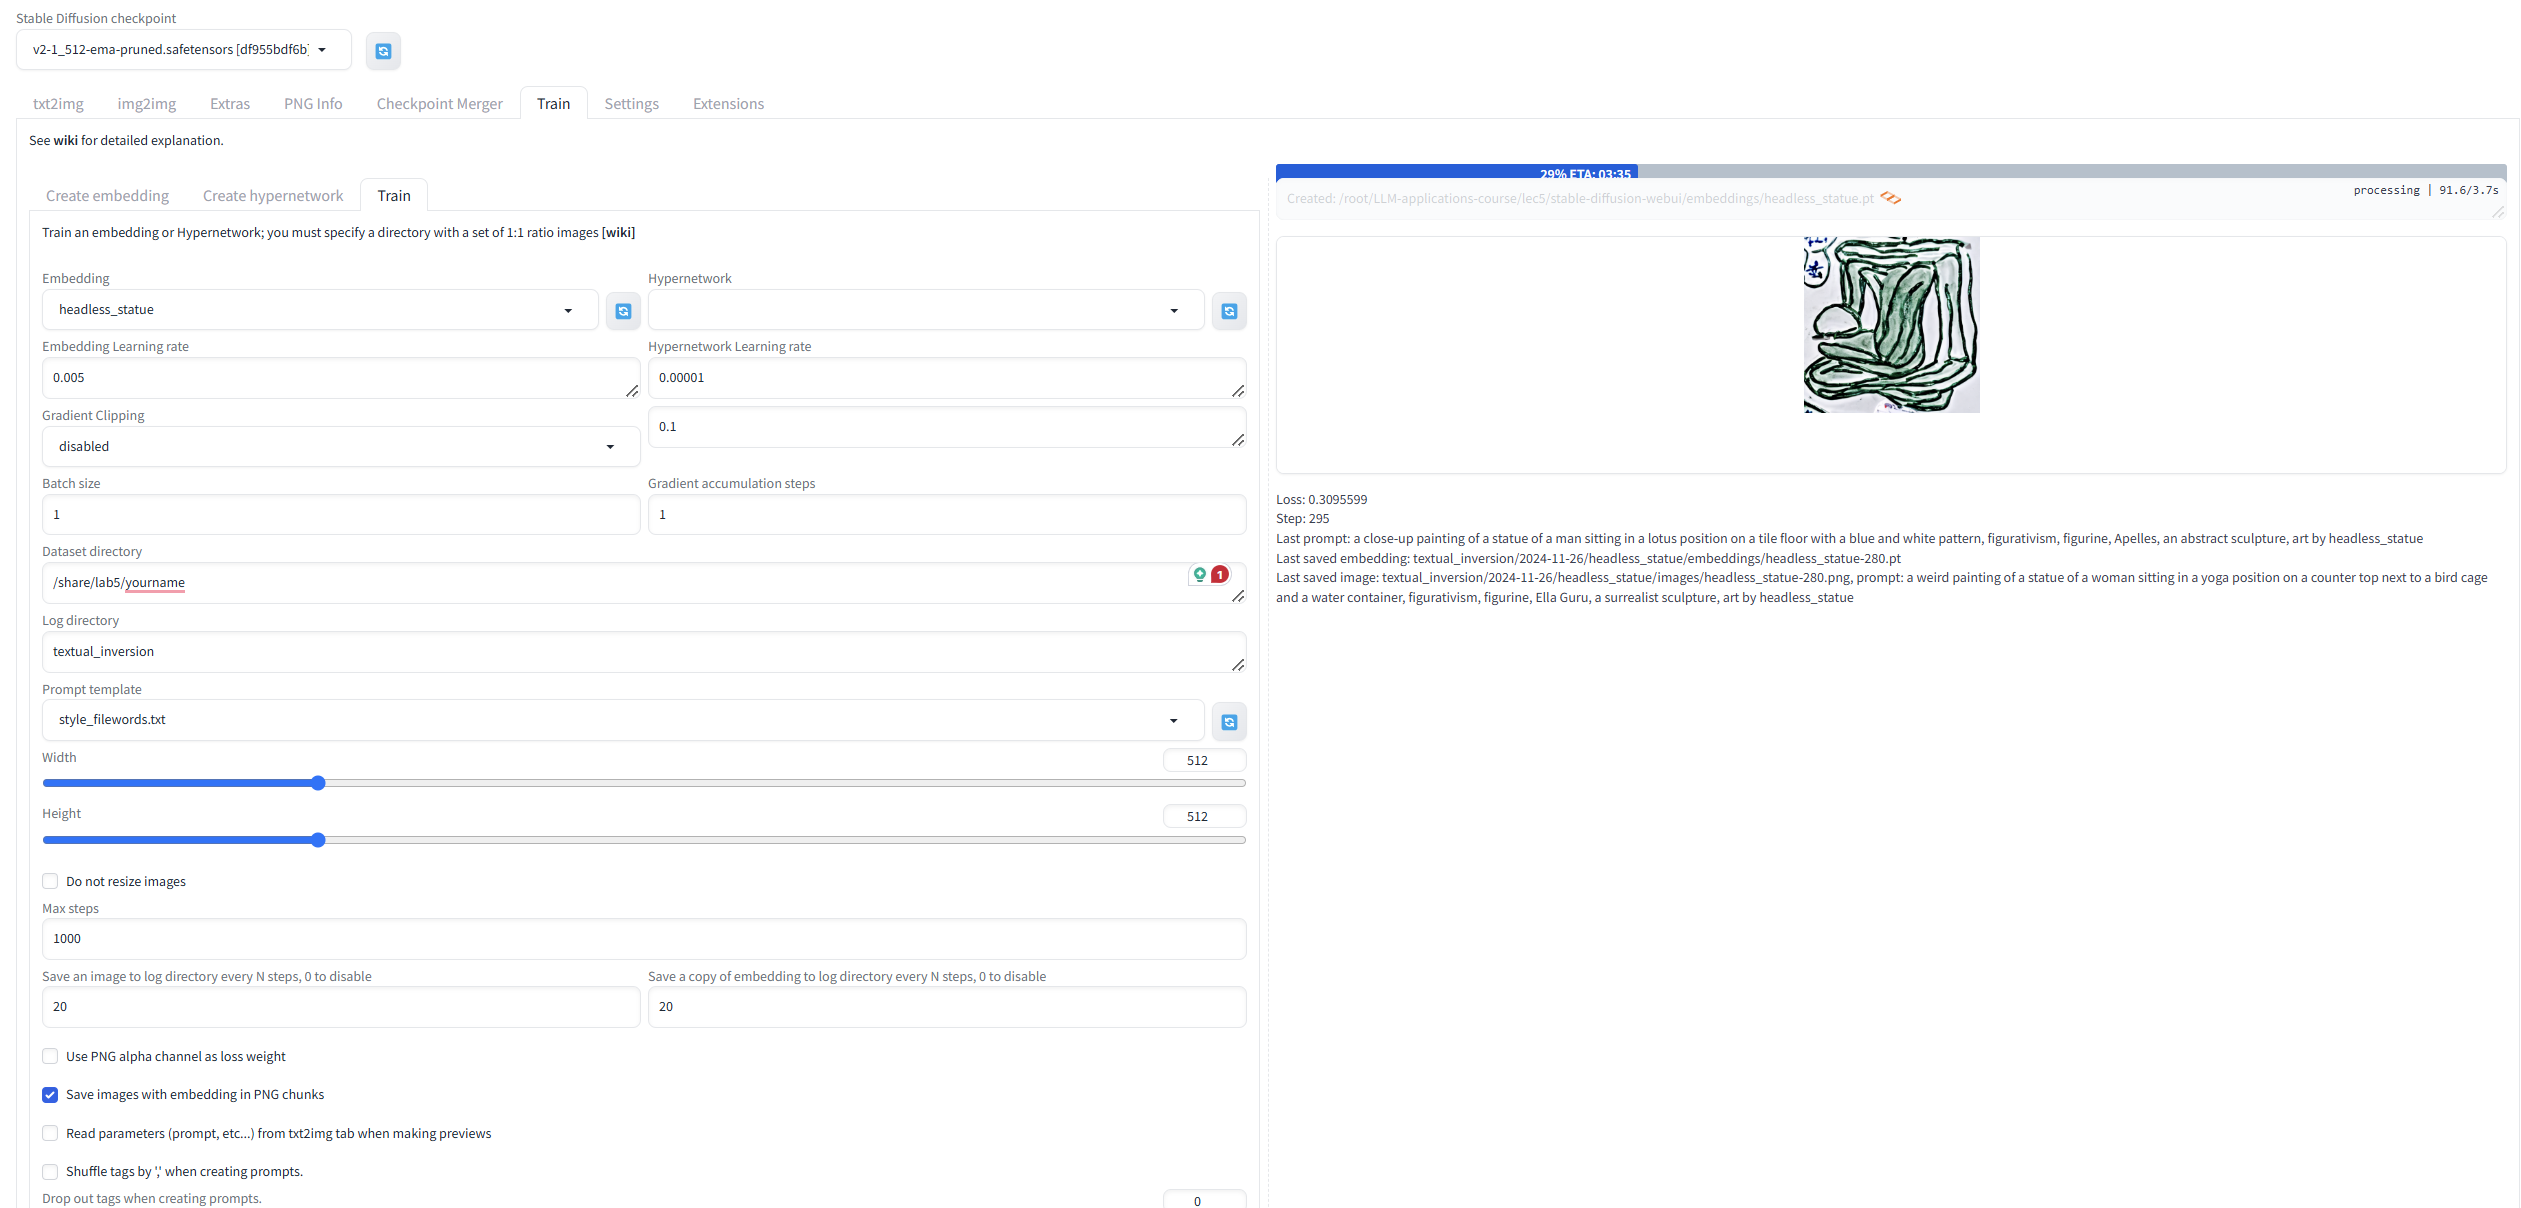 Stable Diffusion checkpoint
v2-1_512-ema-pruned.safetensors [df955bdf6b]
txt2img img2img Extras PNG Info Checkpoint Merger Train Settings Extensions
See wiki for detailed explanation.
Create embedding Create hypernetwork Train
Train an embedding or Hypernetwork; you must specify a directory with a set of 1:1 ratio images [wiki]
Embedding Hypernetwork
headless_statue
Embedding Learning rate Hypernetwork Learning rate
0.005 0.00001
Gradient Clipping
disabled 0.1
Batch size Gradient accumulation steps
1 1
Dataset directory
/share/lab5/yourname 1
Log directory
textual_inversion
Prompt template
style_filewords.txt
Width 512
Height 512
Do not resize images
Max steps
1000
Save an image to log directory every N steps, 0 to disable Save a copy of embedding to log directory every N steps, 0 to disable
20 20
Use PNG alpha channel as loss weight
Save images with embedding in PNG chunks
Read parameters (prompt, etc...) from txt2img tab when making previews
Shuffle tags by ',' when creating prompts.
Drop out tags when creating prompts. 0
29% ETA: 03:35
processing | 91.6/3.7s
Created: /root/LLM-applications-course/lec5/stable-diffusion-webui/embeddings/headless_statue.pt
Loss: 0.3095599
Step: 295
Last prompt: a close-up painting of a statue of a man sitting in a lotus position on a tile floor with a blue and white pattern, figurativism, figurine, Apelles, an abstract sculpture, art by headless_statue
Last saved embedding: textual_inversion/2024-11-26/headless_statue/embeddings/headless_statue-280.pt
Last saved image: textual_inversion/2024-11-26/headless_statue/images/headless_statue-280.png, prompt: a weird painting of a statue of a woman sitting in a yoga position on a counter top next to a bird cage
and a water container, figurativism, figurine, Ella Guru, a surrealist sculpture, art by headless_statue